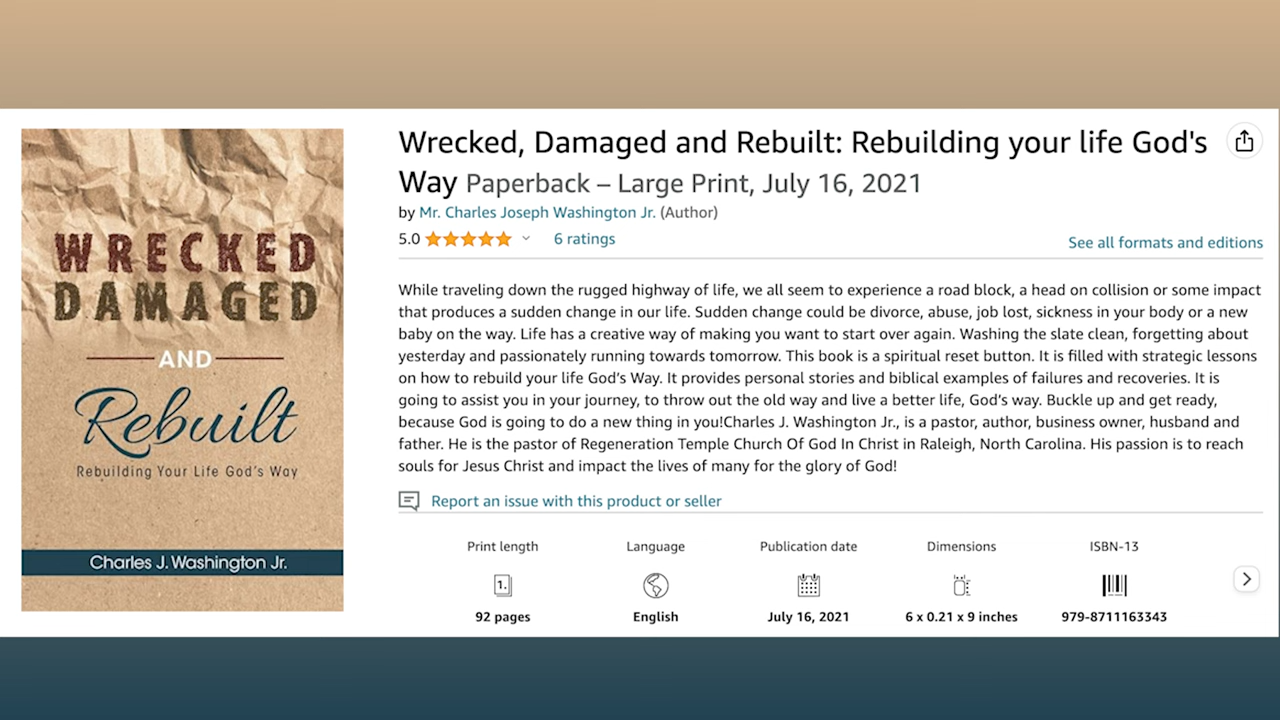 WRECKED
DAMAGED
AND
Rebuilt
Rebuilding Your Life God's Way
Charles J. Washington Jr.
Wrecked, Damaged and Rebuilt: Rebuilding your life God's
Way Paperback – Large Print, July 16, 2021
by Mr. Charles Joseph Washington Jr. (Author)
5.0 6 ratings
See all formats and editions
While traveling down the rugged highway of life, we all seem to experience a road block, a head on collision or some impact
that produces a sudden change in our life. Sudden change could be divorce, abuse, job lost, sickness in your body or a new
baby on the way. Life has a creative way of making you want to start over again. Washing the slate clean, forgetting about
yesterday and passionately running towards tomorrow. This book is a spiritual reset button. It is filled with strategic lessons
on how to rebuild your life God's Way. It provides personal stories and biblical examples of failures and recoveries. It is
going to assist you in your journey, to throw out the old way and live a better life, God's way. Buckle up and get ready,
because God is going to do a new thing in you!Charles J. Washington Jr., is a pastor, author, business owner, husband and
father. He is the pastor of Regeneration Temple Church Of God In Christ in Raleigh, North Carolina. His passion is to reach
souls for Jesus Christ and impact the lives of many for the glory of God!
Report an issue with this product or seller
Print length Language Publication date Dimensions ISBN-13
1.
92 pages English July 16, 2021 6 x 0.21 x 9 inches 979-8711163343